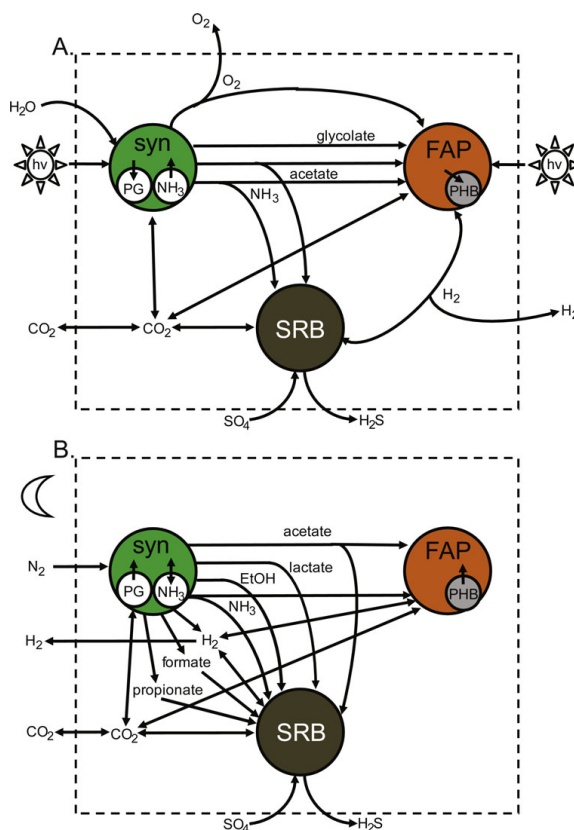 A.
O2
O2
H2O
syn
glycolate
FAP
hv
hv
PG
NH3
acetate
PHB
NH3
H2
H2
CO2
CO2
SRB
SO4
H2S
B.
syn
acetate
FAP
N2
lactate
EtOH
PG
NH3
NH3
PHB
H2
H2
formate
propionate
CO2
CO2
SRB
SO4
H2S